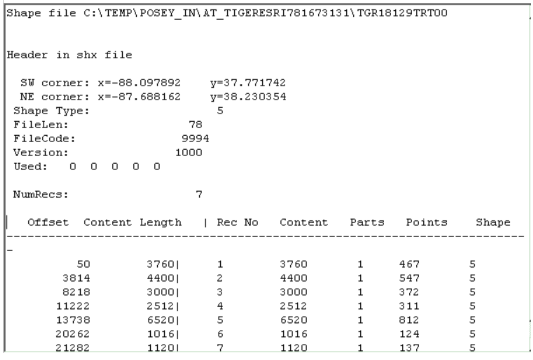 Shape file C:\TEMP\POSEY_IN\AT_TIGERESRI781673131\TGR18129TRT00
Header in shx file
SW corner: x=-88.097892 y=37.771742
NE corner: x=-87.688162 y=38.230354
Shape Type: 5
FileLen: 78
FileCode: 9994
Version: 1000
Used: 0 0 0 0 0
NumRecs: 7
Offset Content Length | Rec No Content Parts Points Shape
--------------------------------------------------------------------------
50 3760| 1 3760 1 467 5
3814 4400| 2 4400 1 547 5
8218 3000| 3 3000 1 372 5
11222 2512| 4 2512 1 311 5
13738 6520| 5 6520 1 812 5
20262 1016| 6 1016 1 124 5
21282 1120| 7 1120 1 137 5